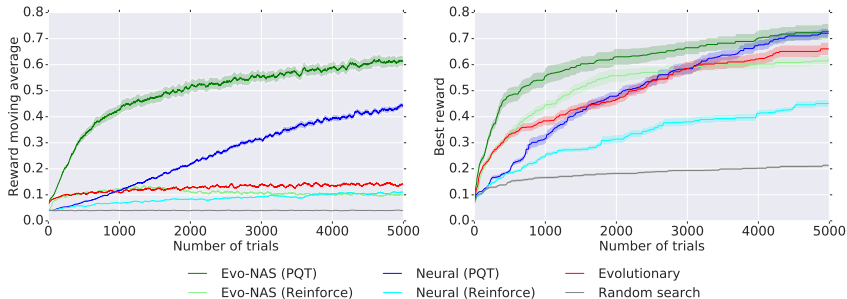 0.8
0.7
0.6
0.5
0.4
0.3
0.2
0.1
0.0
Reward moving average
0 1000 2000 3000 4000 5000
Number of trials
0.8
0.7
0.6
0.5
0.4
0.3
0.2
0.1
0.0
Best reward
0 1000 2000 3000 4000 5000
Number of trials
Evo-NAS (PQT) Neural (PQT) Evolutionary
Evo-NAS (Reinforce) Neural (Reinforce) Random search